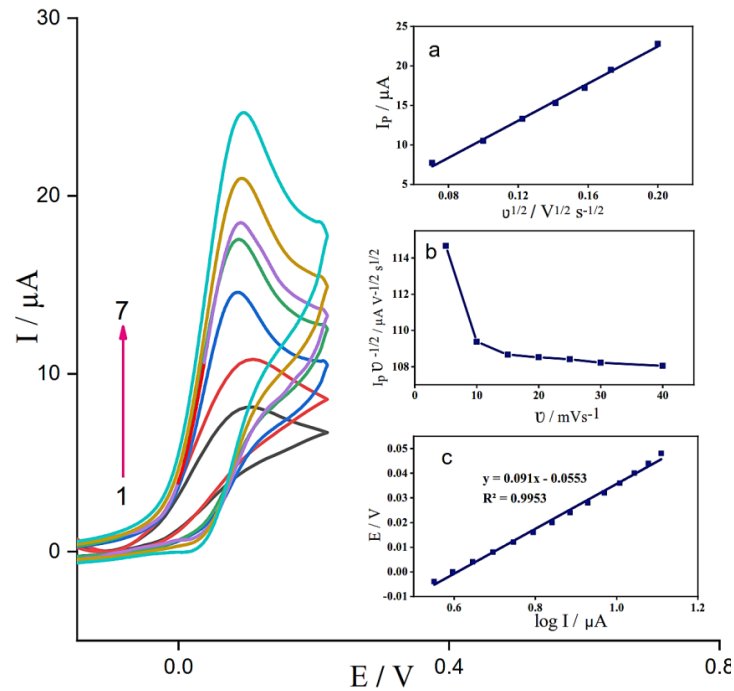 30
20
10
0
I / µA
7
1
0.0
0.4
0.8
E / V
a
25
20
15
10
5
I_P / µA
0.08
0.12
0.16
0.20
υ^1/2 / V^1/2 s^-1/2
b
114
112
110
108
I_p υ^-1/2 / µA V^-1/2 s^1/2
0
10
20
30
40
υ / mVs^-1
c
y = 0.091x - 0.0553
R² = 0.9953
0.05
0.04
0.03
0.02
0.01
0.00
-0.01
E / V
0.6
0.8
1.0
1.2
log I / µA